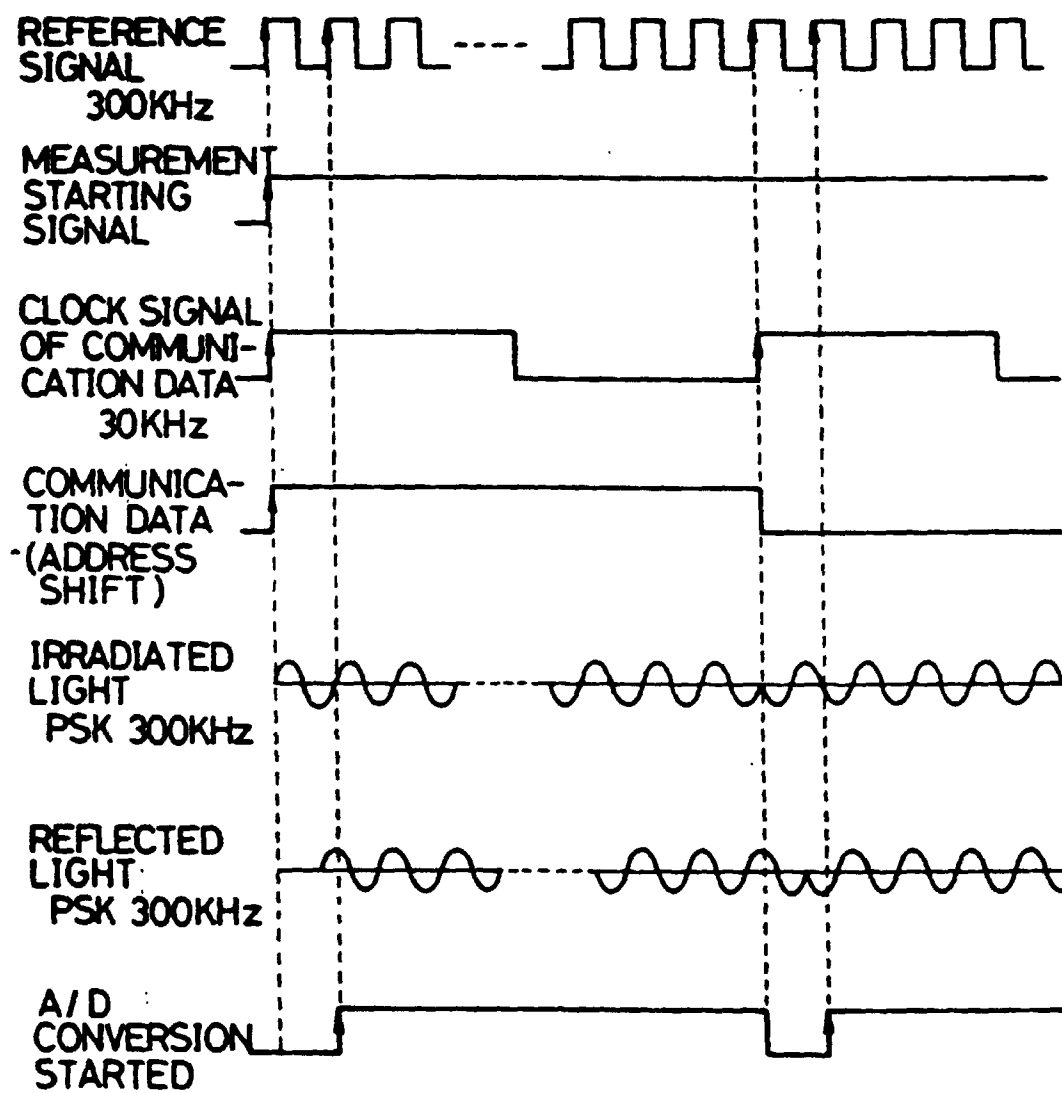 REFERENCE
SIGNAL
300KHz
MEASUREMENT
STARTING
SIGNAL
CLOCK SIGNAL
OF COMMUNI-
CATION DATA
30KHz
COMMUNICA-
TION DATA
(ADDRESS
SHIFT)
IRRADIATED
LIGHT
PSK 300KHz
REFLECTED
LIGHT
PSK 300KHz
A/D
CONVERSION
STARTED